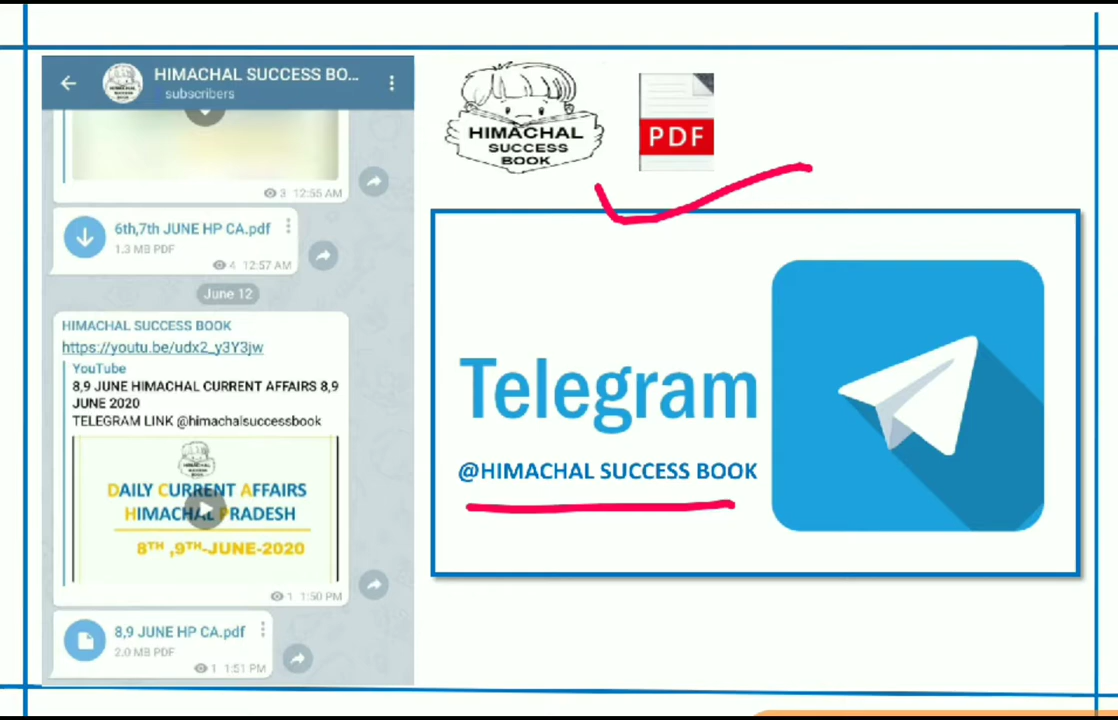 HIMACHAL SUCCESS BO...
subscribers
3 12:55 AM
6th,7th JUNE HP CA.pdf
1.3 MB PDF
4 12:57 AM
June 12
HIMACHAL SUCCESS BOOK
https://youtu.be/udx2_y3Y3jw
YouTube
8,9 JUNE HIMACHAL CURRENT AFFAIRS 8,9
JUNE 2020
TELEGRAM LINK @himachalsuccessbook
DAILY CURRENT AFFAIRS
HIMACHAL PRADESH
8TH ,9TH-JUNE-2020
1 1:50 PM
8,9 JUNE HP CA.pdf
2.0 MB PDF
1 1:51 PM
HIMACHAL
SUCCESS
BOOK
PDF
Telegram
@HIMACHAL SUCCESS BOOK